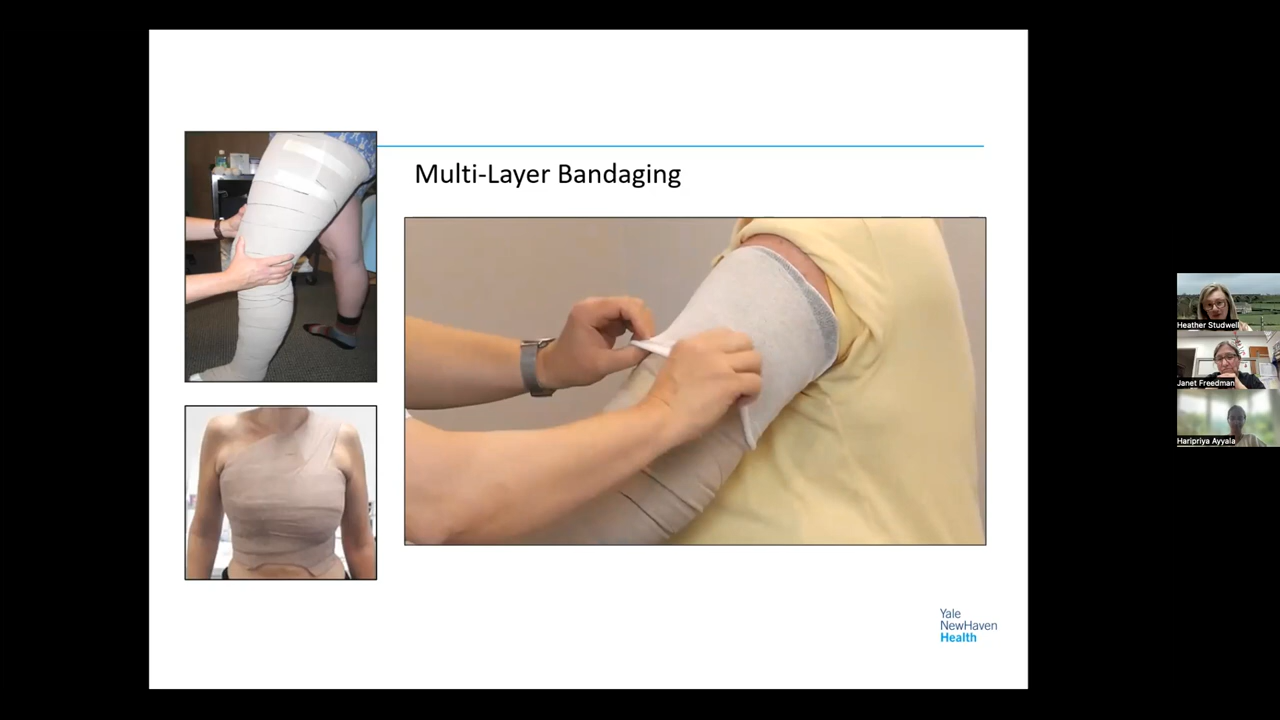 Multi-Layer Bandaging
Heather Studwell
Janet Freedman
Haripriya Ayyala
Yale
NewHaven
Health